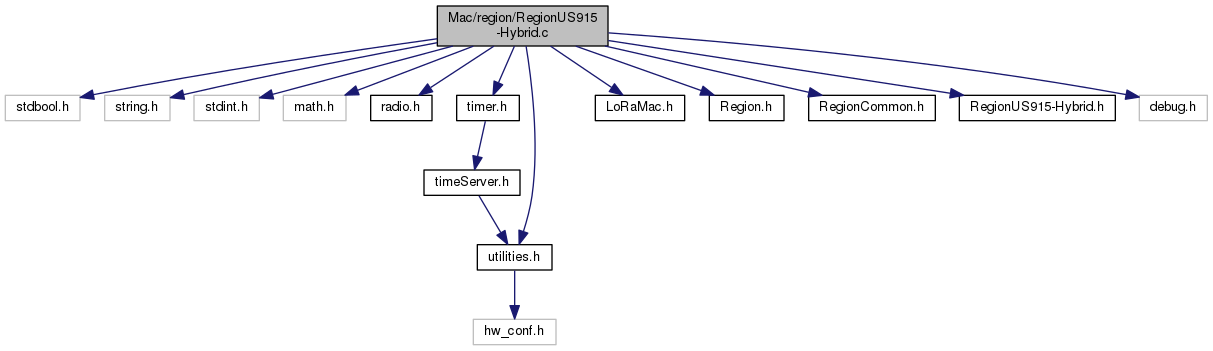 Mac/region/RegionUS915
-Hybrid.c
stdbool.h
string.h
stdint.h
math.h
radio.h
timer.h
LoRaMac.h
Region.h
RegionCommon.h
RegionUS915-Hybrid.h
debug.h
timeServer.h
utilities.h
hw_conf.h